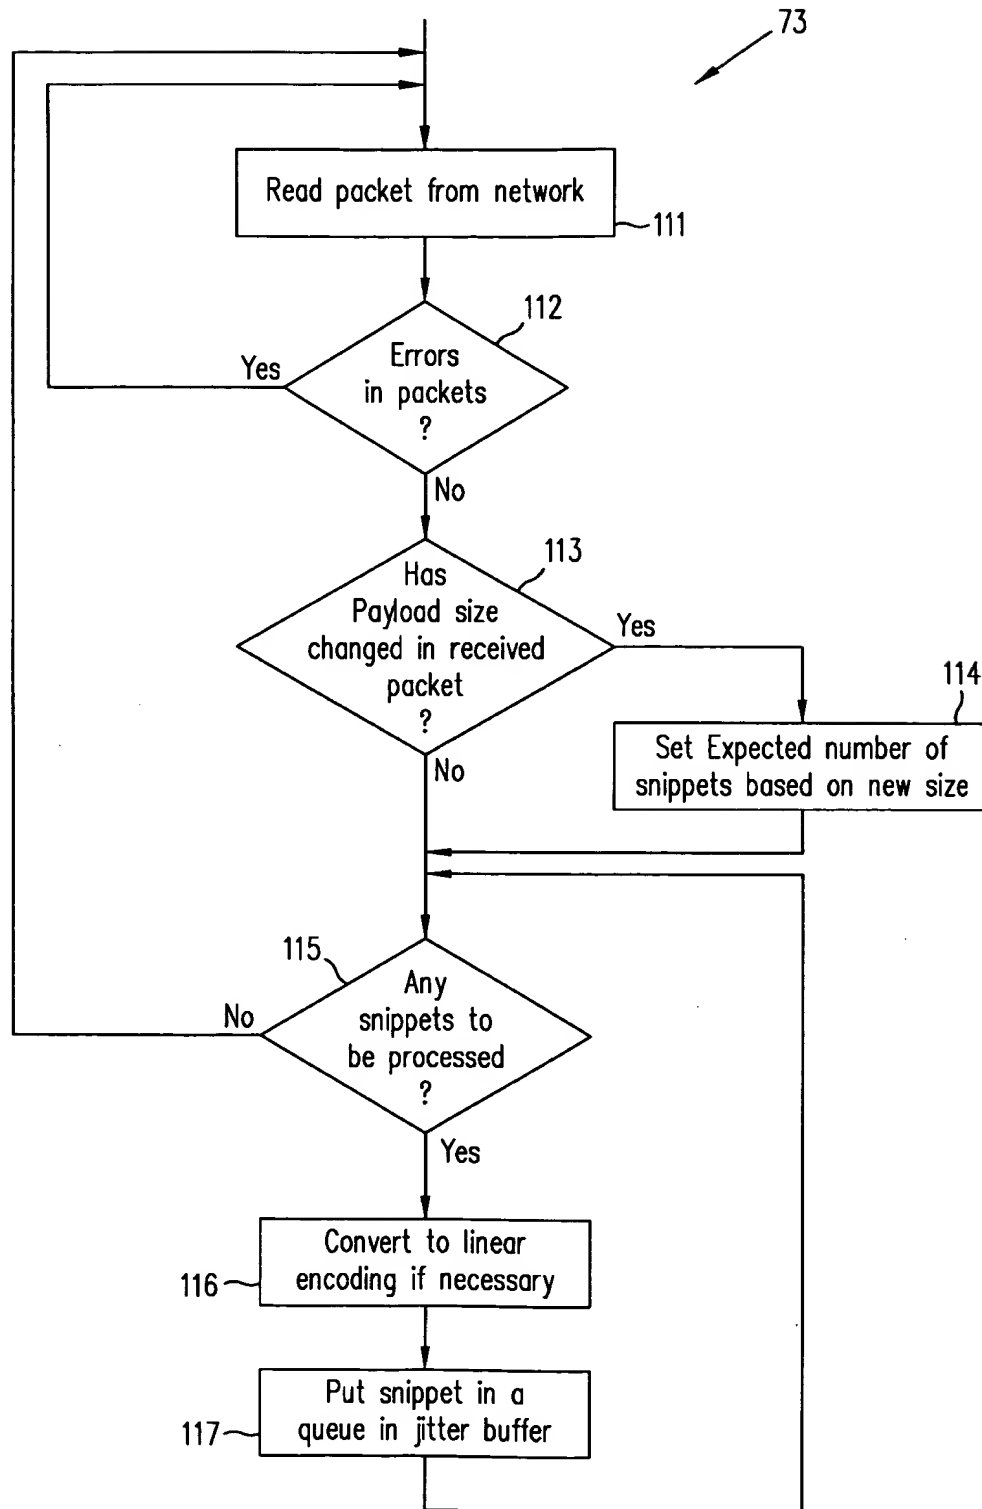 73
Read packet from network
111
112
Errors
in packets
?
Yes
No
113
Has
Payload size
changed in received
packet
?
Yes
No
114
Set Expected number of
snippets based on new size
115
Any
snippets to
be processed
?
No
Yes
Convert to linear
encoding if necessary
116
Put snippet in a
queue in jitter buffer
117